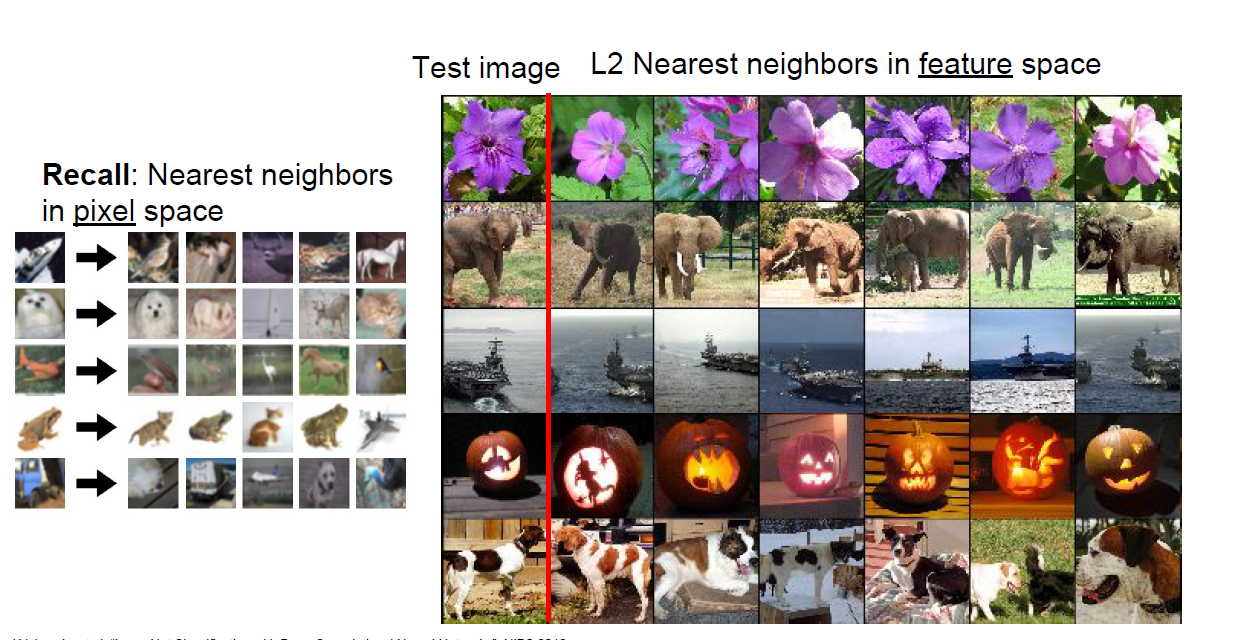 Test image
L2 Nearest neighbors in feature space
Recall: Nearest neighbors
in pixel space